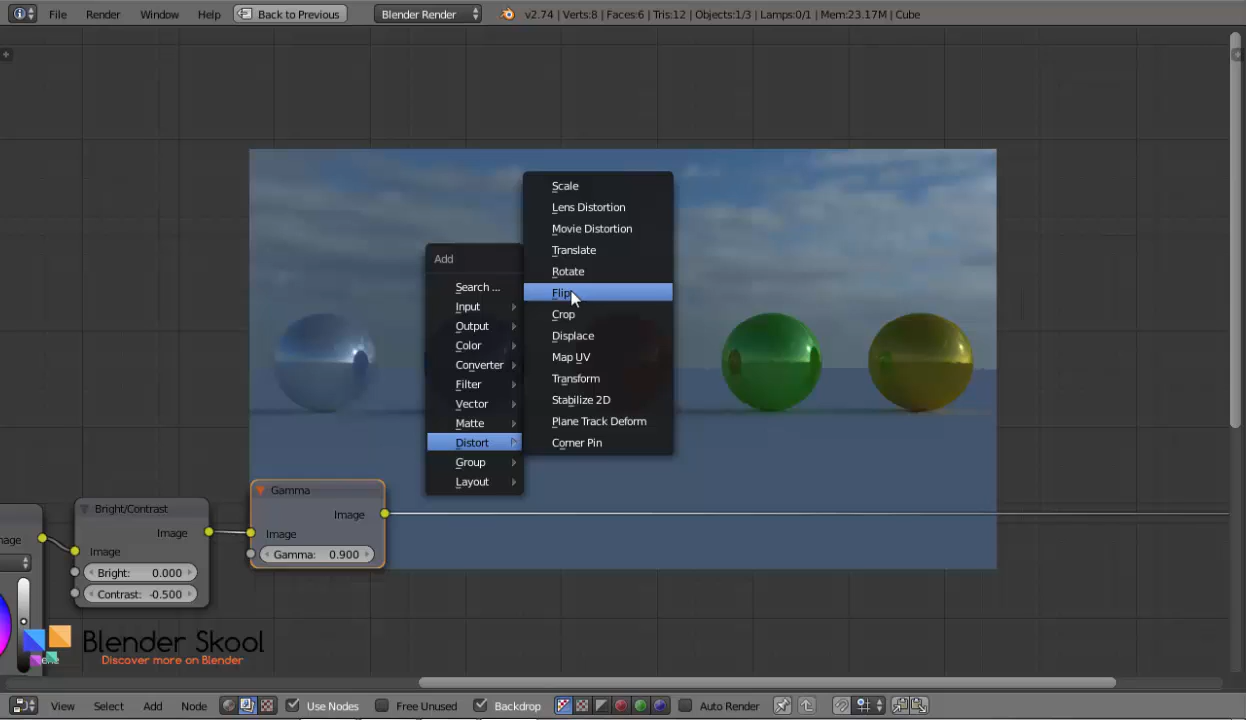 File Render Window Help Back to Previous Blender Render v2.74 | Verts:8 | Faces:6 | Tris:12 | Objects:1/3 | Lamps:0/1 | Mem:23.17M | Cube
Add
Search ...
Input
Output
Color
Converter
Filter
Vector
Matte
Distort
Group
Layout
Scale
Lens Distortion
Movie Distortion
Translate
Rotate
Flip
Crop
Displace
Map UV
Transform
Stabilize 2D
Plane Track Deform
Corner Pin
Bright/Contrast
Image
Image
Bright: 0.000
Contrast: -0.500
Gamma
Image
Image
Gamma: 0.900
Blender Skool
Discover more on Blender
View Select Add Node Use Nodes Free Unused Backdrop Auto Render